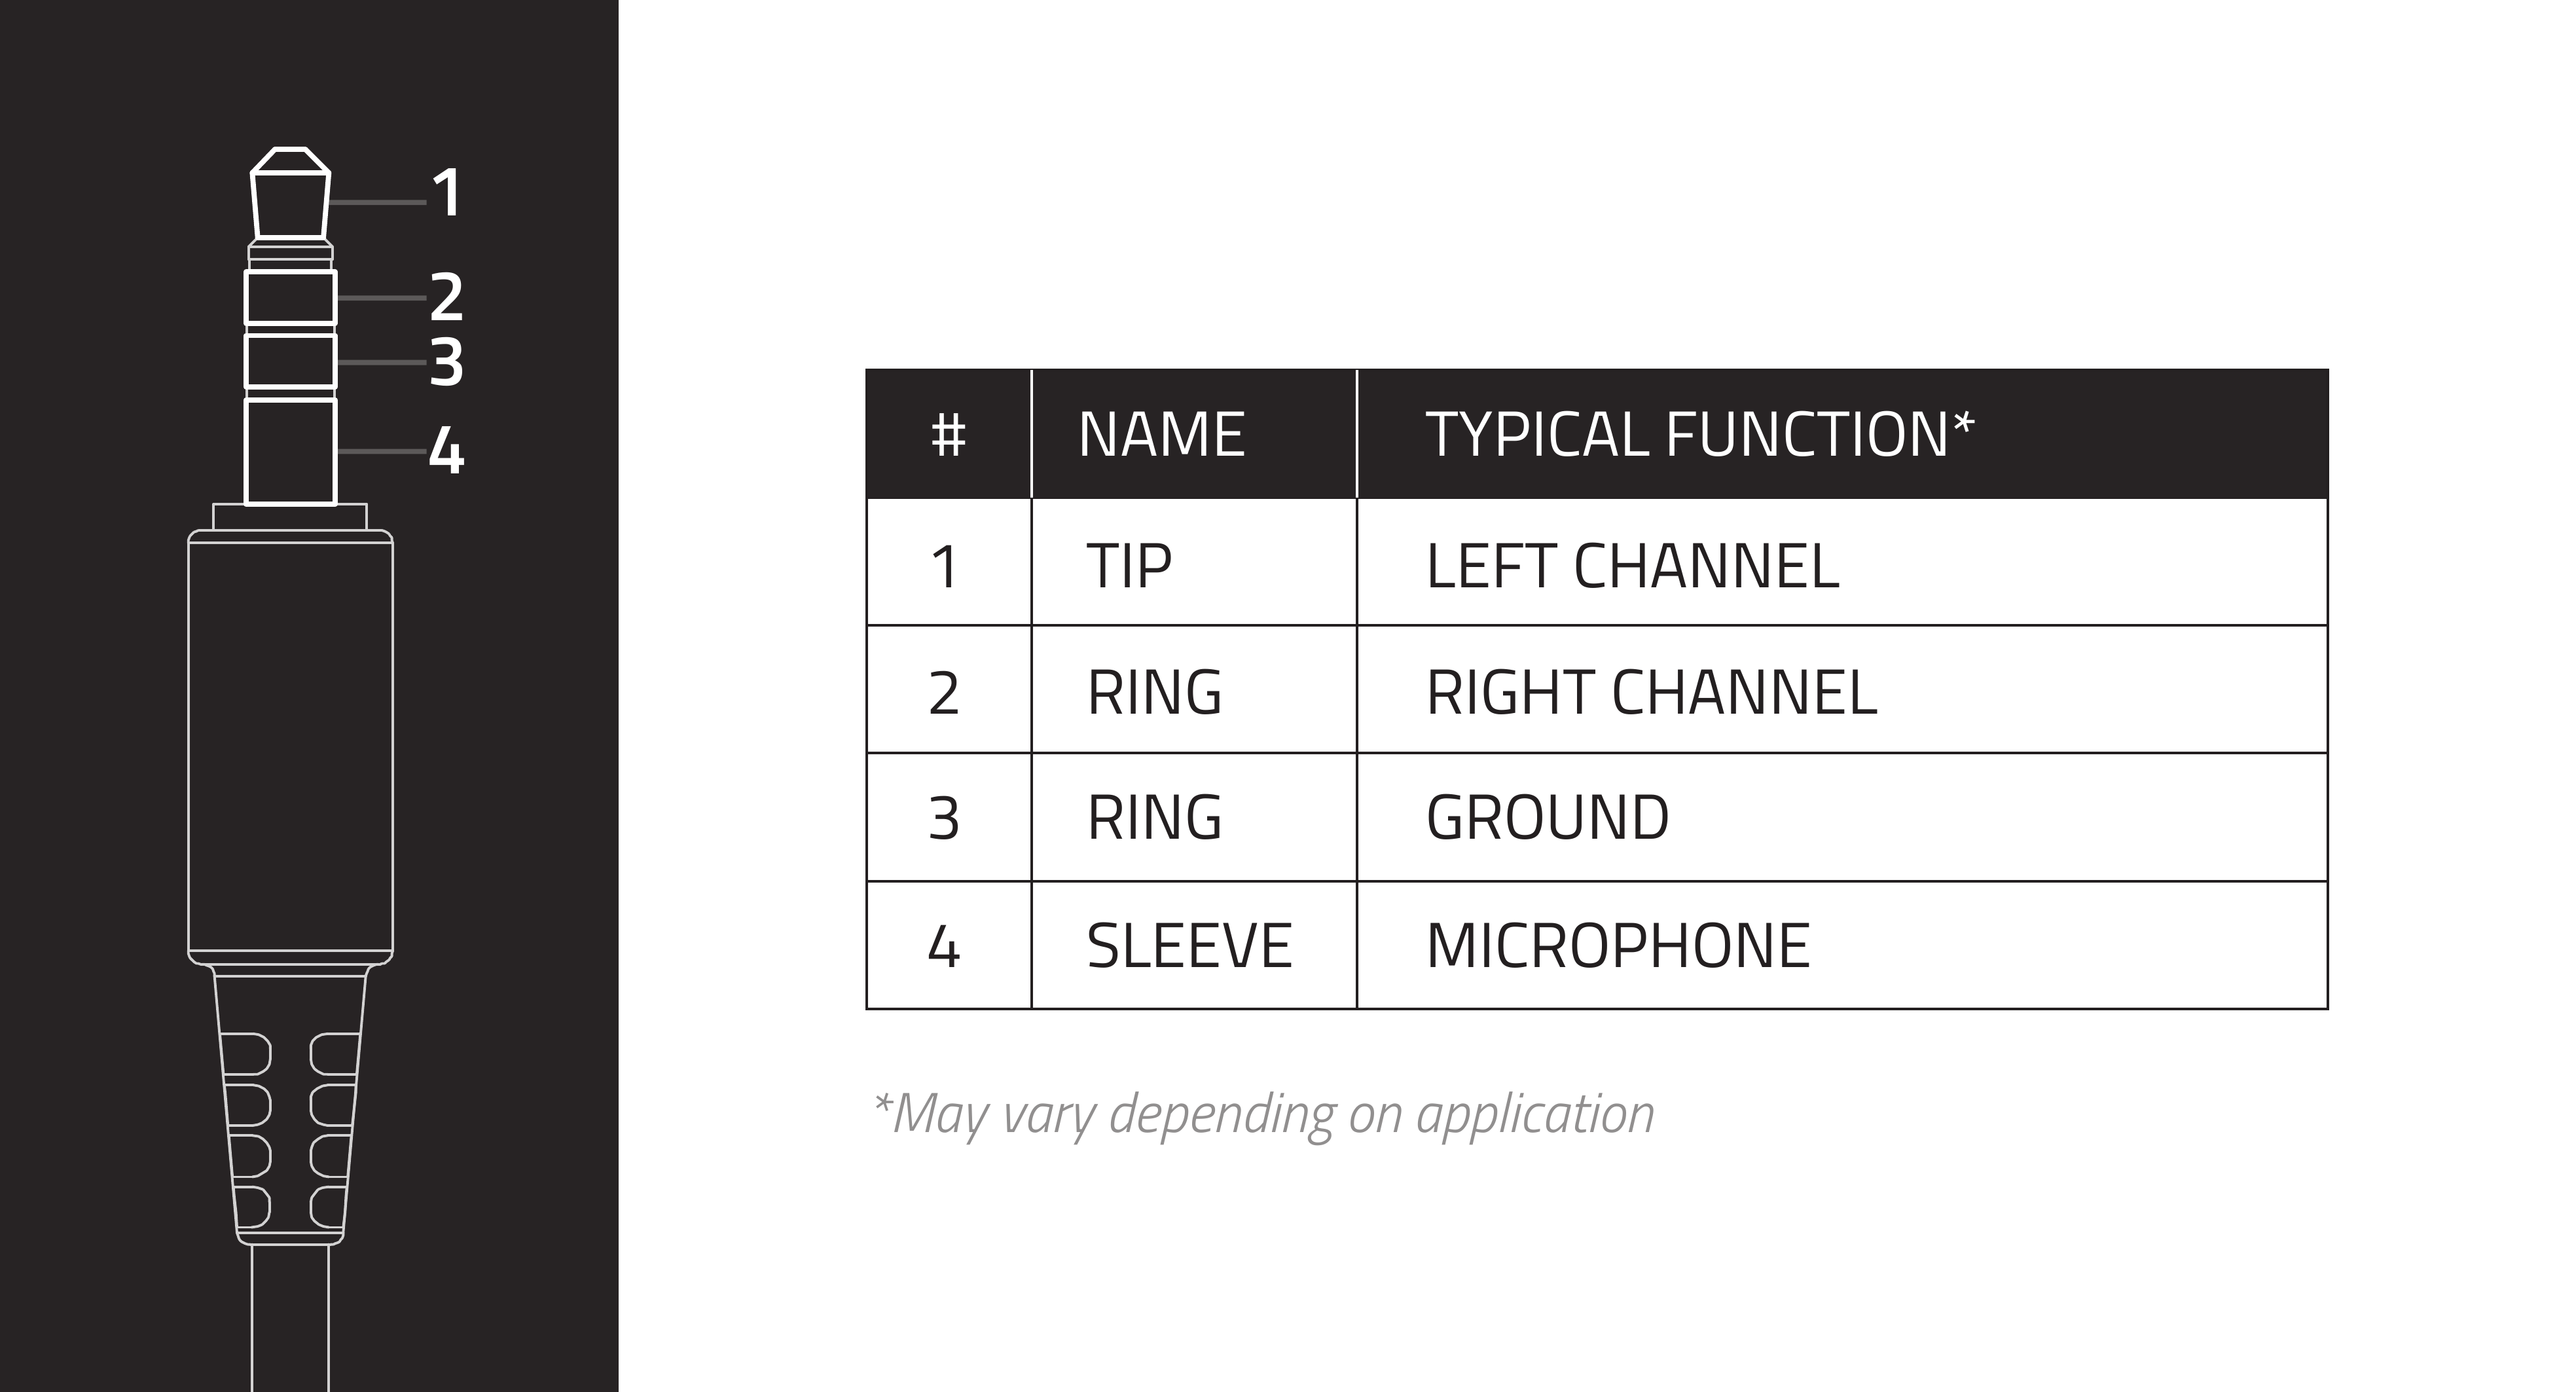 1
2
3
4
# NAME TYPICAL FUNCTION*
1 TIP LEFT CHANNEL
2 RING RIGHT CHANNEL
3 RING GROUND
4 SLEEVE MICROPHONE
*May vary depending on application